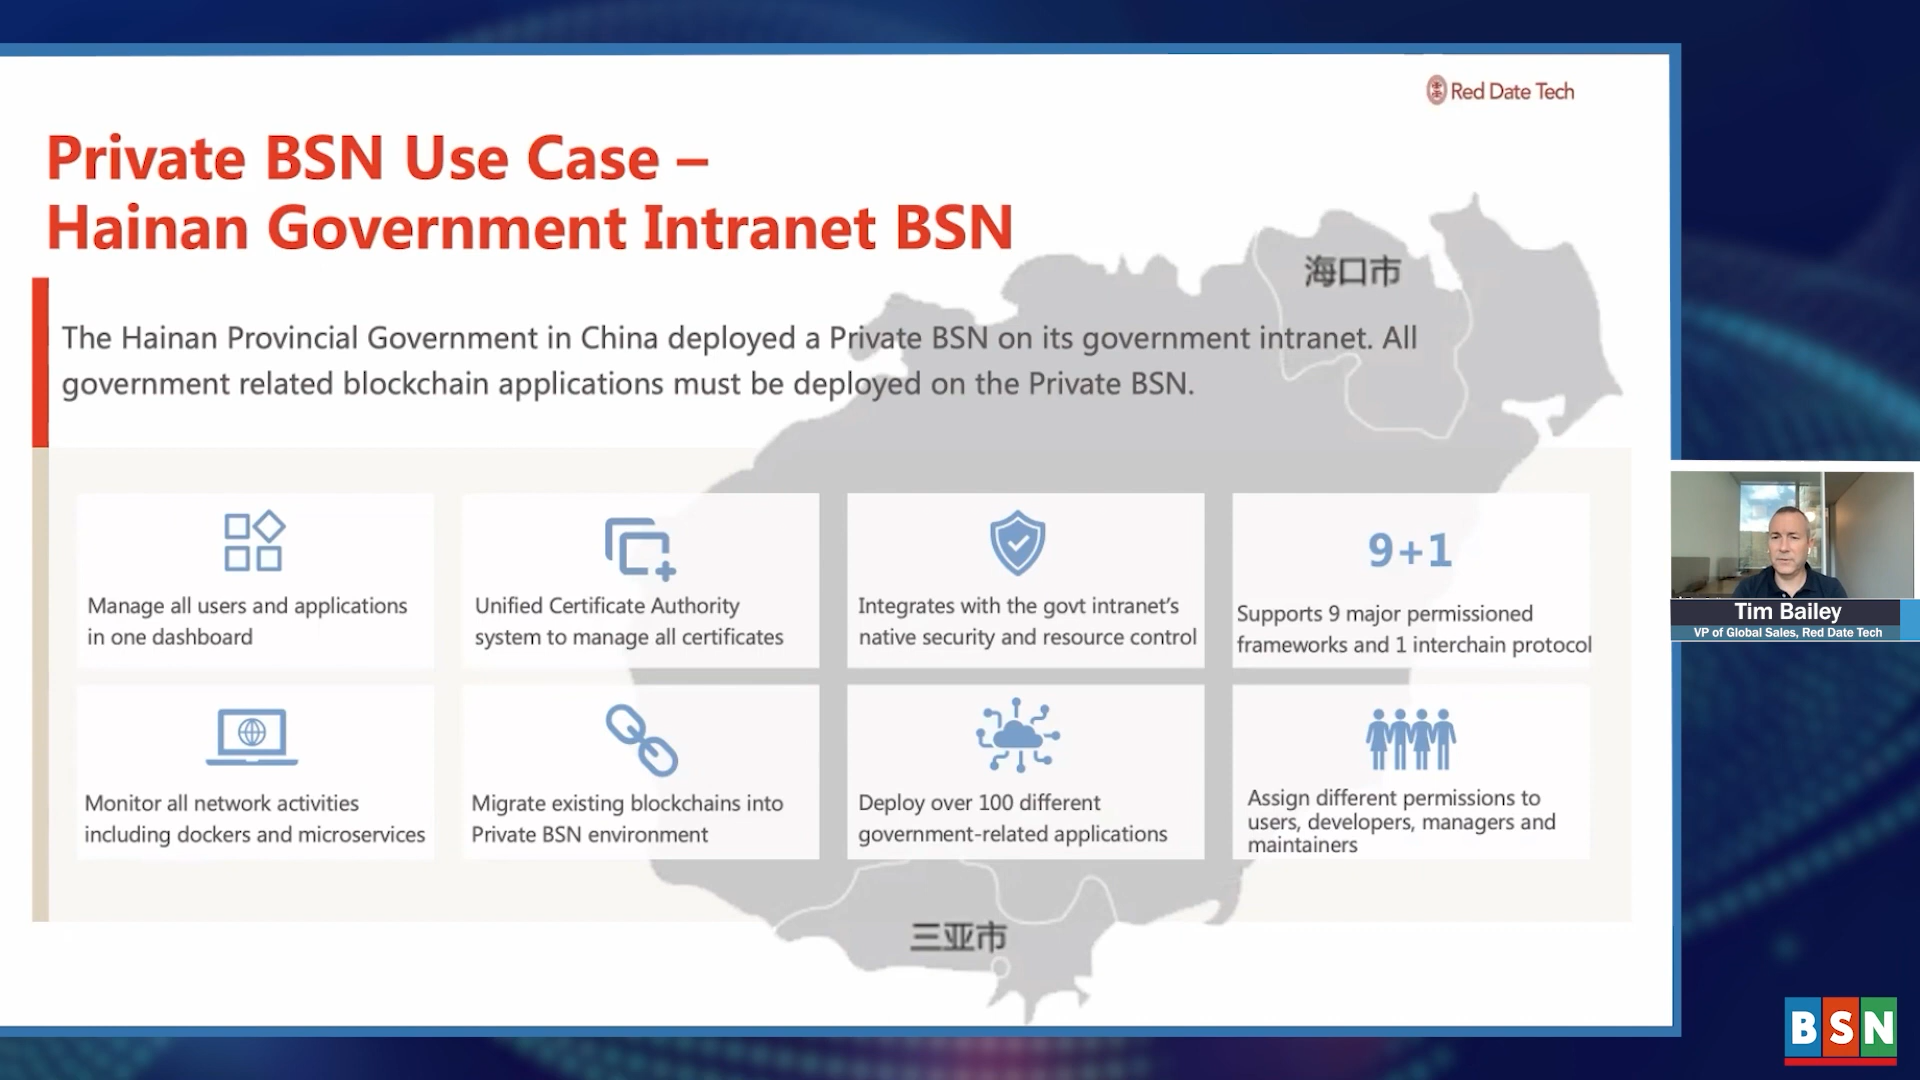 Red Date Tech
Private BSN Use Case –
Hainan Government Intranet BSN
海口市
The Hainan Provincial Government in China deployed a Private BSN on its government intranet. All
government related blockchain applications must be deployed on the Private BSN.
Manage all users and applications
in one dashboard
Unified Certificate Authority
system to manage all certificates
Integrates with the govt intranet’s
native security and resource control
9+1
Supports 9 major permissioned
frameworks and 1 interchain protocol
Monitor all network activities
including dockers and microservices
Migrate existing blockchains into
Private BSN environment
Deploy over 100 different
government-related applications
Assign different permissions to
users, developers, managers and
maintainers
三亚市
Tim Bailey
VP of Global Sales, Red Date Tech
BSN